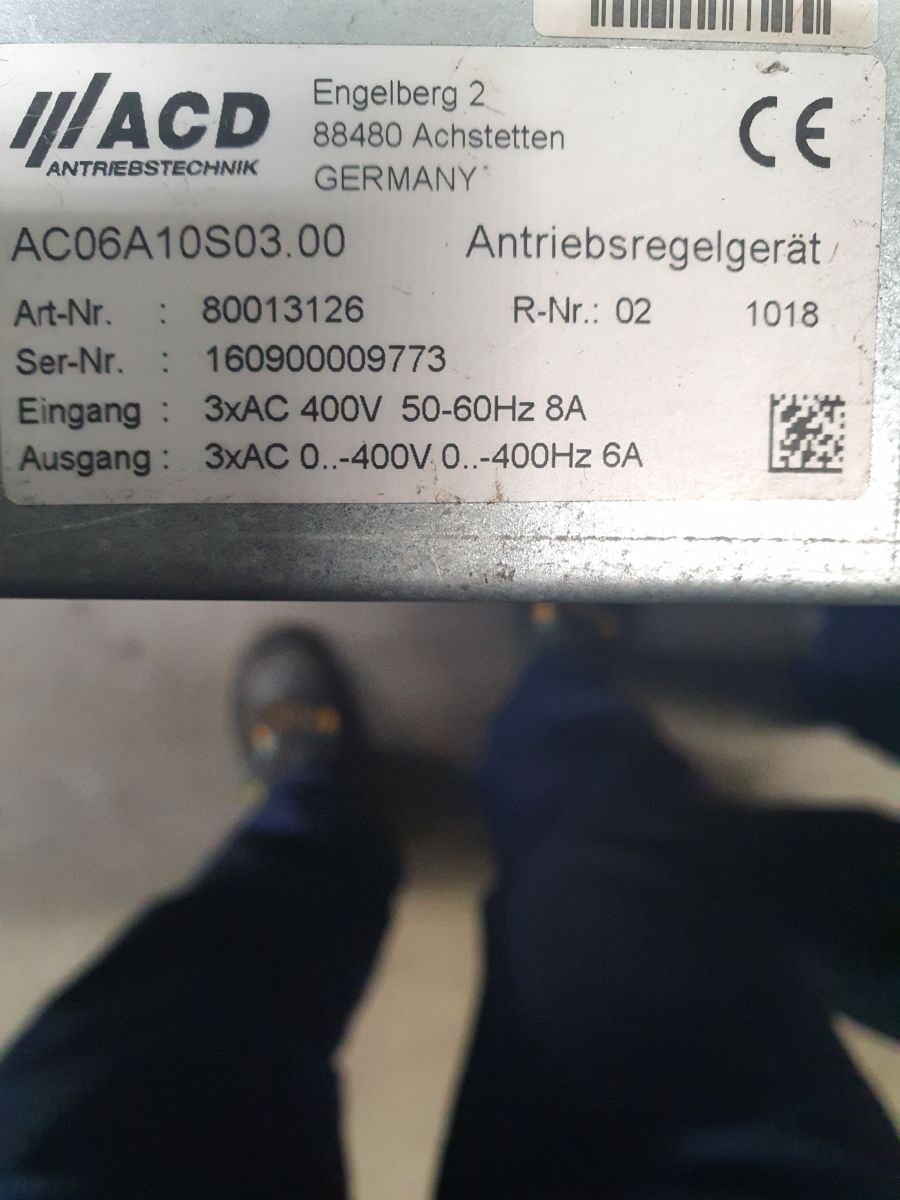 ACD
ANTRIEBSTECHNIK
Engelberg 2
88480 Achstetten
GERMANY
CE
AC06A10S03.00 Antriebsregelgerät
Art-Nr. : 80013126 R-Nr.: 02 1018
Ser-Nr. : 160900009773
Eingang : 3xAC 400V 50-60Hz 8A
Ausgang : 3xAC 0..-400V 0..-400Hz 6A